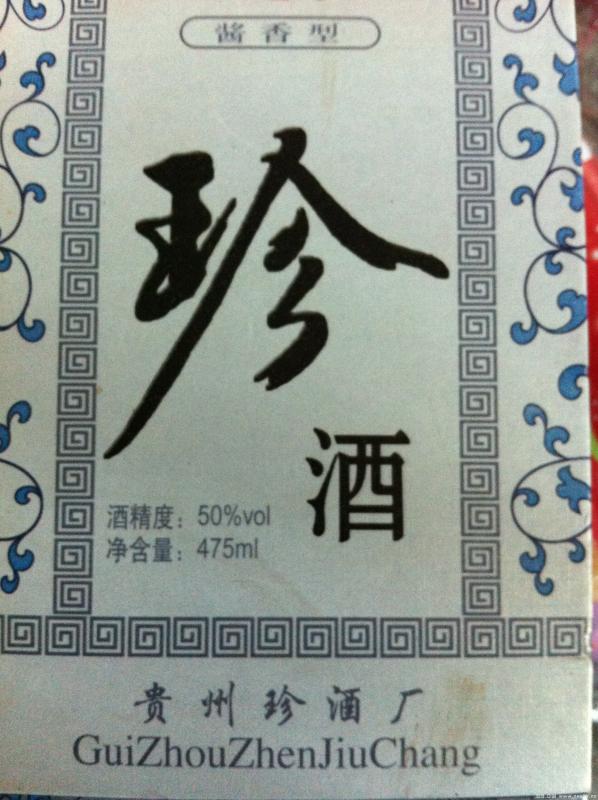 酱香型
珍
酒
酒精度：50%vol
净含量：475ml
贵州珍酒厂
GuiZhouZhenJiuChang